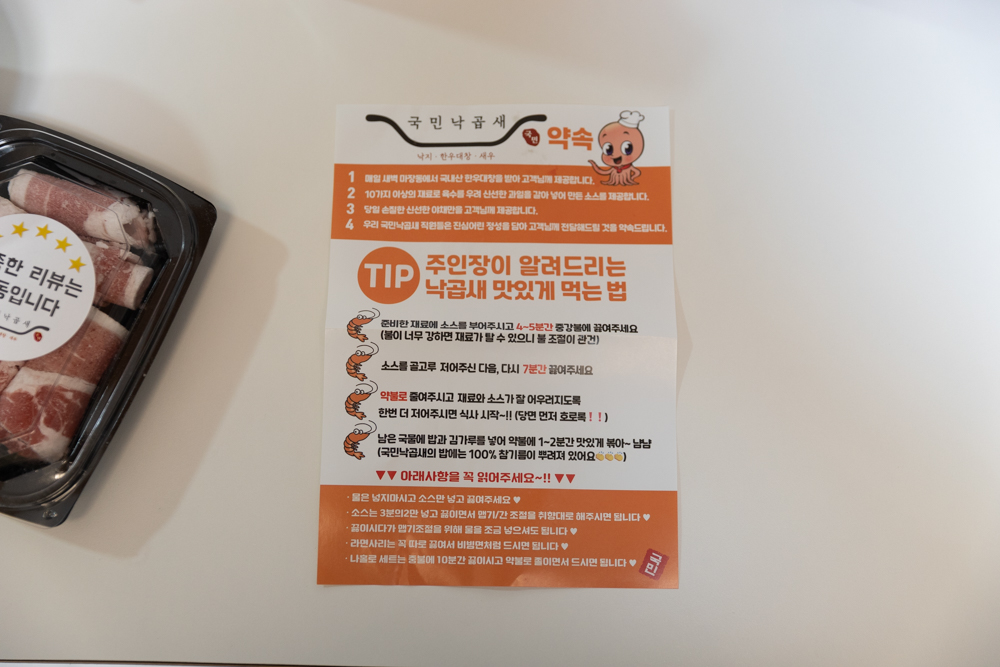 국민낙곱새
낙지 · 한우대창 · 새우
국민
약속
1 매일 새벽 마장동에서 국내산 한우대창을 받아 고객님께 제공합니다.
2 10가지 이상의 재료로 육수를 우려 신선한 과일을 갈아 넣어 만든 소스를 제공합니다.
3 당일 손질한 신선한 야채만을 고객님께 제공합니다.
4 우리 국민낙곱새 직원들은 진심어린 정성을 담아 고객님께 전달해드릴 것을 약속드립니다.
TIP
주인장이 알려드리는
낙곱새 맛있게 먹는 법
준비한 재료에 소스를 부어주시고 4~5분간 중강불에 끓여주세요
(불이 너무 강하면 재료가 탈 수 있으니 불 조절이 관건)
소스를 골고루 저어주신 다음, 다시 7분간 끓여주세요
약불로 줄여주시고 재료와 소스가 잘 어우러지도록
한번 더 저어주시면 식사 시작~!! (당면 먼저 호로록!!)
남은 국물에 밥과 김가루를 넣어 약불에 1~2분간 맛있게 볶아~ 냠냠
(국민낙곱새의 밥에는 100% 참기름이 뿌려져 있어요👏👏👏)
▼▼ 아래사항을 꼭 읽어주세요~!! ▼▼
· 물은 넣지마시고 소스만 넣고 끓여주세요 ♥
· 소스는 3분의2만 넣고 끓이면서 맵기/간 조절을 취향대로 해주시면 됩니다 ♥
· 끓이시다가 맵기조절을 위해 물을 조금 넣으셔도 됩니다 ♥
· 라면사리는 꼭 따로 끓여서 비빔면처럼 드시면 됩니다 ♥
· 나홀로 세트는 중불에 10분간 끓이시고 약불로 졸이면서 드시면 됩니다 ♥
한 리뷰는
동입니다
낙곱새